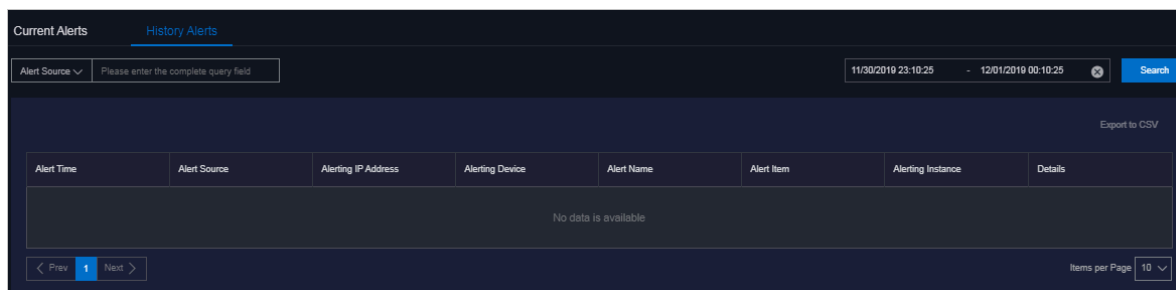 Current Alerts History Alerts
Alert Source Please enter the complete query field 11/30/2019 23:10:25 - 12/01/2019 00:10:25 Search
Export to CSV
Alert Time Alert Source Alerting IP Address Alerting Device Alert Name Alert Item Alerting Instance Details
No data is available
Prev 1 Next Items per Page 10